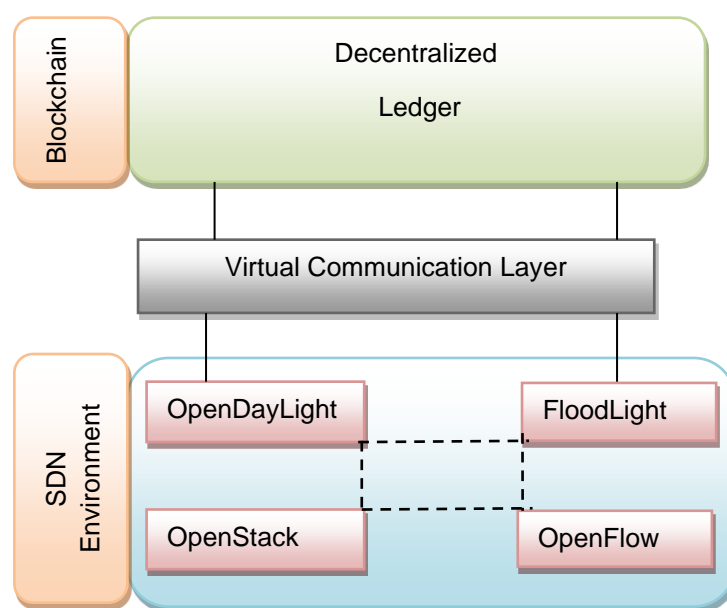 Blockchain
Decentralized
Ledger
Virtual Communication Layer
SDN
Environment
OpenDayLight
FloodLight
OpenStack
OpenFlow